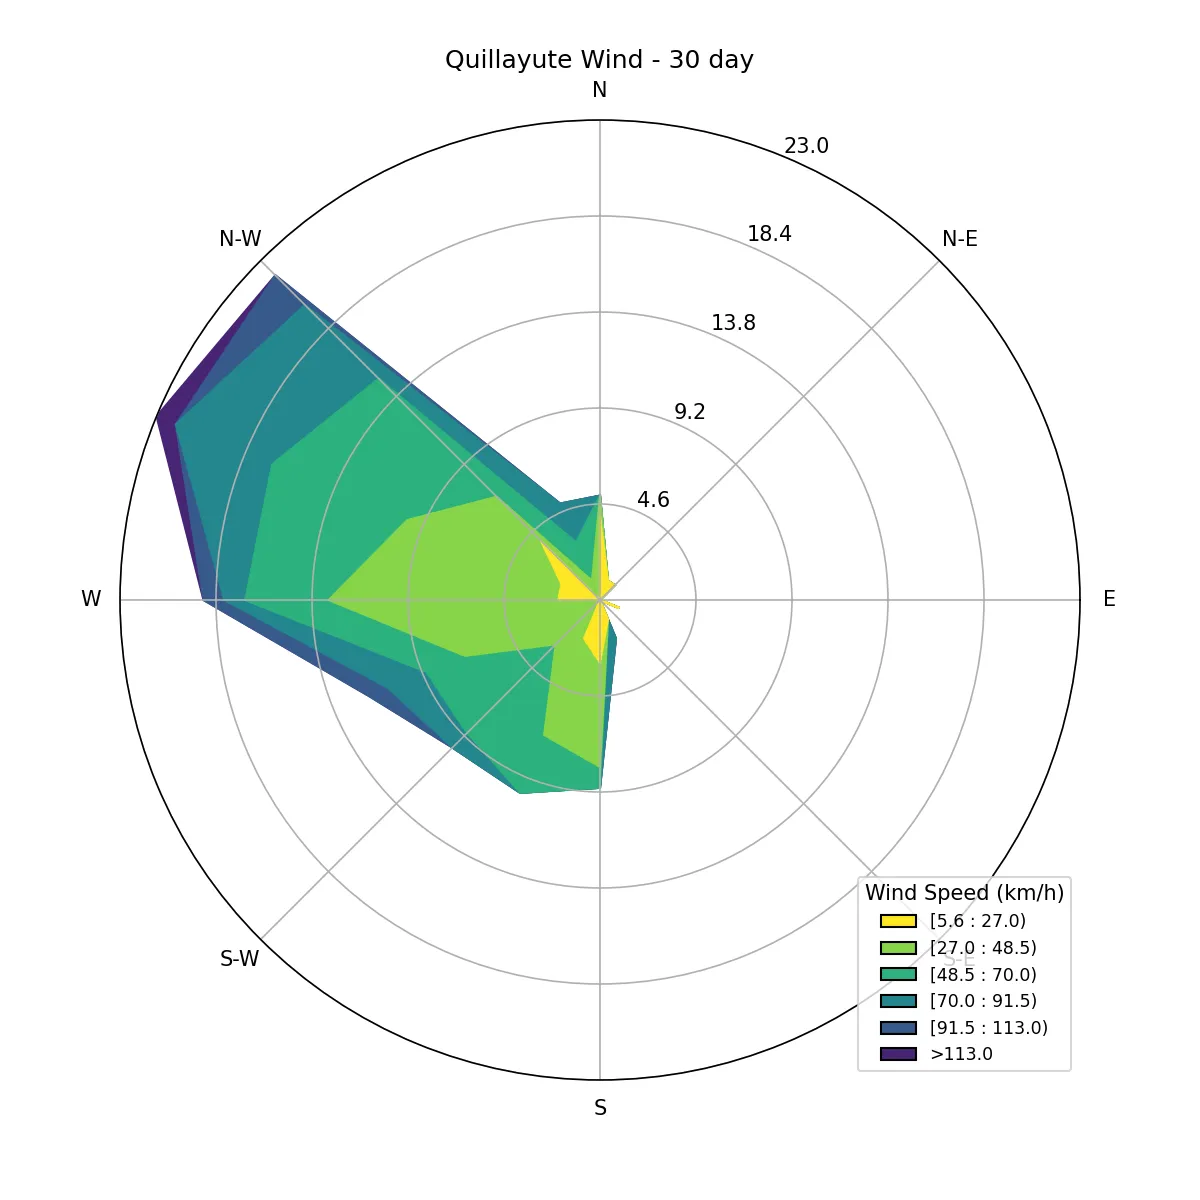 Quillayute Wind - 30 day
N
23.0
18.4
N-W
N-E
13.8
9.2
4.6
W
E
Wind Speed (km/h)
[5.6 : 27.0)
[27.0 : 48.5)
[48.5 : 70.0)
[70.0 : 91.5)
[91.5 : 113.0)
>113.0
S-W
S-E
S